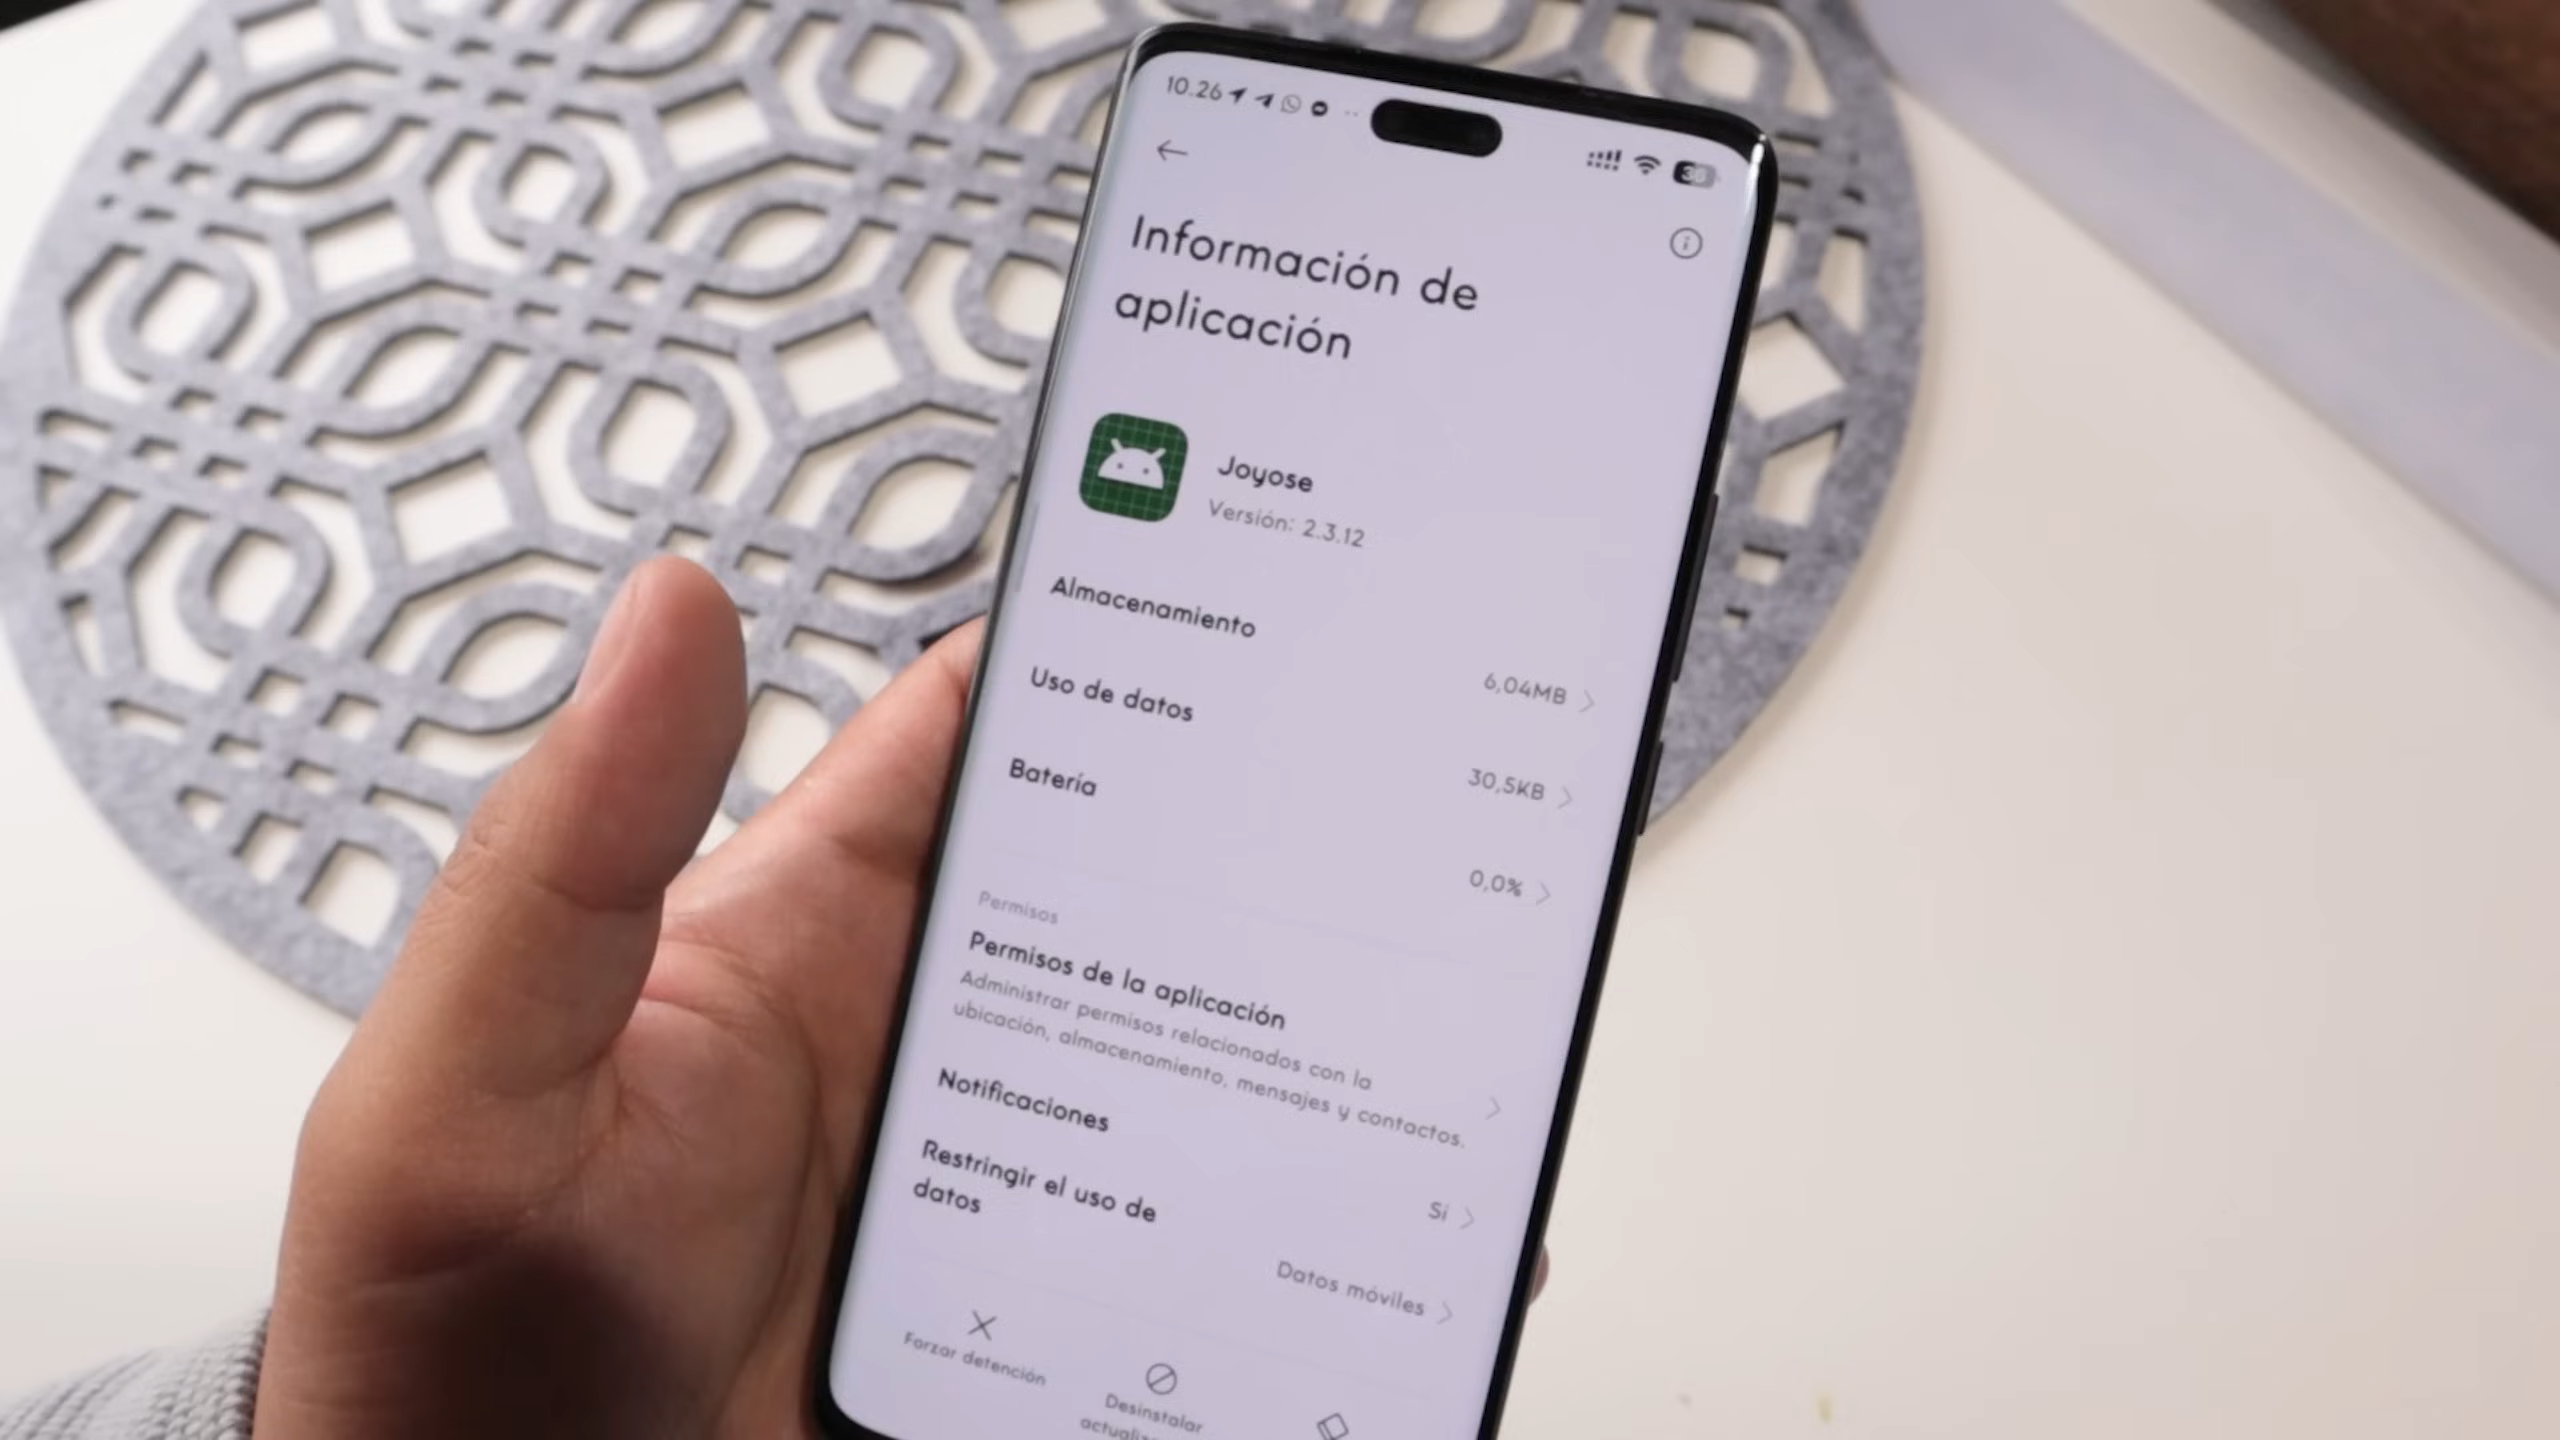 10.26
36
Información de
aplicación
Joyose
Versión: 2.3.12
Almacenamiento
6,04MB
Uso de datos
30,5KB
Batería
0,0%
Permisos
Permisos de la aplicación
Administrar permisos relacionados con la
ubicación, almacenamiento, mensajes y contactos.
Notificaciones
Sí
Restringir el uso de
datos
Datos móviles
Forzar detención
Desinstalar